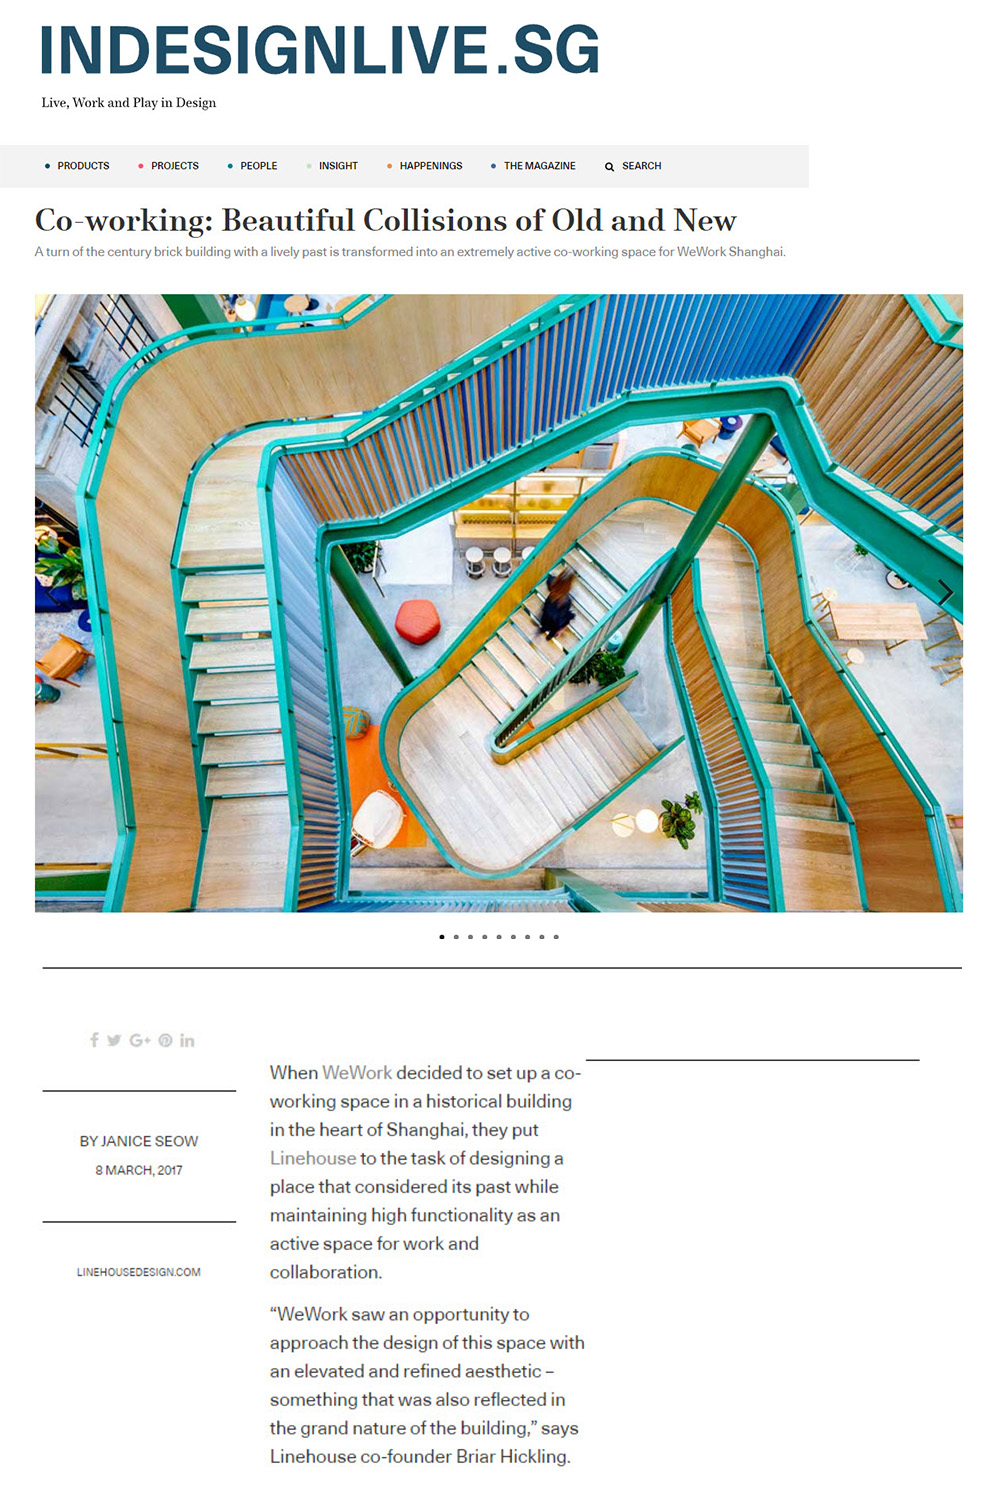 INDESIGNLIVE.SG
Live, Work and Play in Design
PRODUCTS PROJECTS PEOPLE INSIGHT HAPPENINGS THE MAGAZINE SEARCH
Co-working: Beautiful Collisions of Old and New
A turn of the century brick building with a lively past is transformed into an extremely active co-working space for WeWork Shanghai.
BY JANICE SEOW
8 MARCH, 2017
LINEHOUSEDESIGN.COM
When WeWork decided to set up a co-
working space in a historical building
in the heart of Shanghai, they put
Linehouse to the task of designing a
place that considered its past while
maintaining high functionality as an
active space for work and
collaboration.
“WeWork saw an opportunity to
approach the design of this space with
an elevated and refined aesthetic –
something that was also reflected in
the grand nature of the building,” says
Linehouse co-founder Briar Hickling.